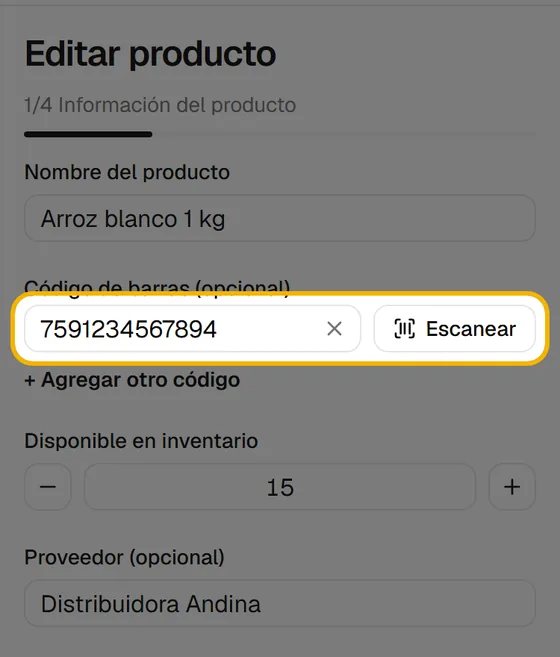 Editar producto
1/4 Información del producto
Nombre del producto
Arroz blanco 1 kg
Código de barras (opcional)
7591234567894
Escanear
+ Agregar otro código
Disponible en inventario
15
Proveedor (opcional)
Distribuidora Andina